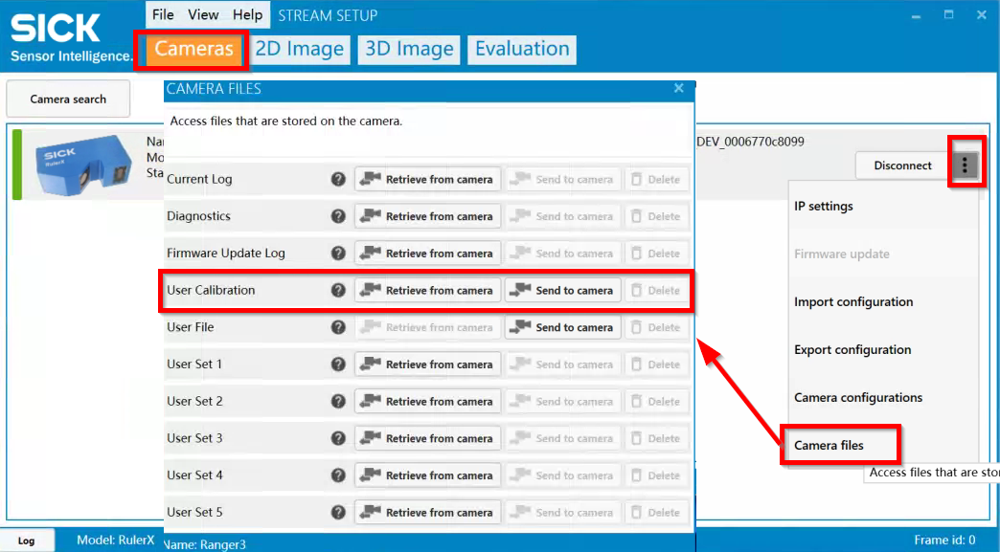 SICK
Sensor Intelligence.
File View Help STREAM SETUP
Cameras 2D Image 3D Image Evaluation
Camera search
SICK
RulerX
Na
Mo
Sta
DEV_0006770c8099
Disconnect
CAMERA FILES
Access files that are stored on the camera.
Current Log Retrieve from camera Send to camera Delete
Diagnostics Retrieve from camera Send to camera Delete
Firmware Update Log Retrieve from camera Send to camera Delete
User Calibration Retrieve from camera Send to camera Delete
User File Retrieve from camera Send to camera Delete
User Set 1 Retrieve from camera Send to camera Delete
User Set 2 Retrieve from camera Send to camera Delete
User Set 3 Retrieve from camera Send to camera Delete
User Set 4 Retrieve from camera Send to camera Delete
User Set 5 Retrieve from camera Send to camera Delete
IP settings
Firmware update
Import configuration
Export configuration
Camera configurations
Camera files
Access files that are sto
Log Model: RulerX Name: Ranger3 Frame id: 0